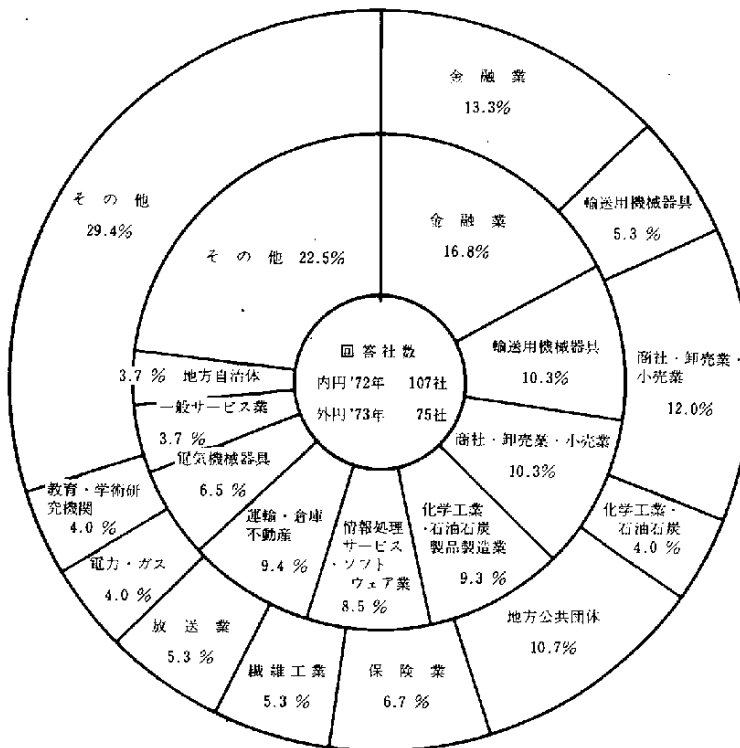 金融業
13.3%
輸送用機械器具
5.3 %
商社・卸売業・
小売業
12.0%
化学工業・
石油石炭
4.0 %
地方公共団体
10.7%
保険業
6.7 %
繊維工業
5.3 %
放送業
5.3 %
電力・ガス
4.0 %
教育・学術研
究機関
4.0 %
その他
29.4%
金融業
16.8%
輸送用機械器具
10.3%
商社・卸売業・小売業
10.3%
化学工業
・石油石炭
製品製造業
9.3 %
情報処理
サービス
・ソフト
ウェア業
8.5 %
運輸・倉庫
不動産
9.4 %
電気機械器具
6.5 %
一般サービス業
3.7 %
3.7 % 地方自治体
その他 22.5%
回答社数
内円'72年 107社
外円'73年 75社